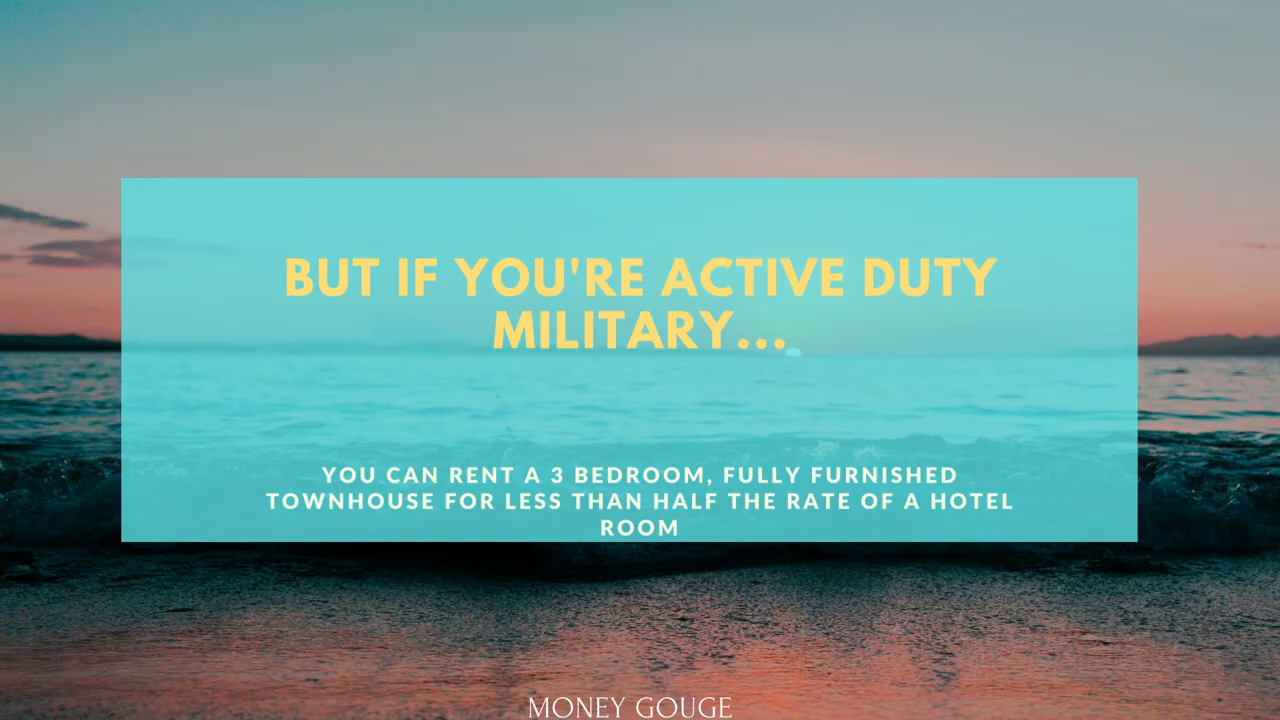 BUT IF YOU'RE ACTIVE DUTY
MILITARY...
YOU CAN RENT A 3 BEDROOM, FULLY FURNISHED
TOWNHOUSE FOR LESS THAN HALF THE RATE OF A HOTEL
ROOM
MONEY GOUGE